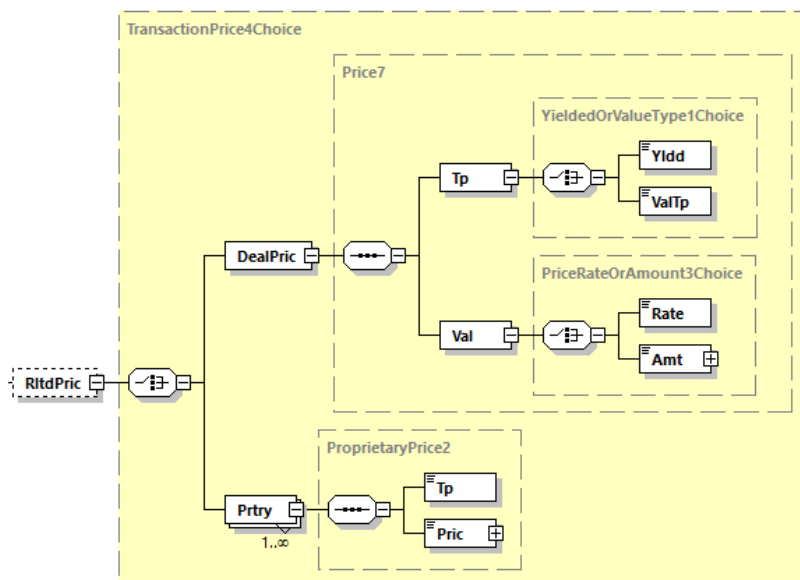 TransactionPrice4Choice
Price7
YieldedOrValueType1Choice
Yldd
Tp
ValTp
DealPric
PriceRateOrAmount3Choice
Rate
Val
Amt
RltdPric
ProprietaryPrice2
Tp
Prtry
Pric
1..∞